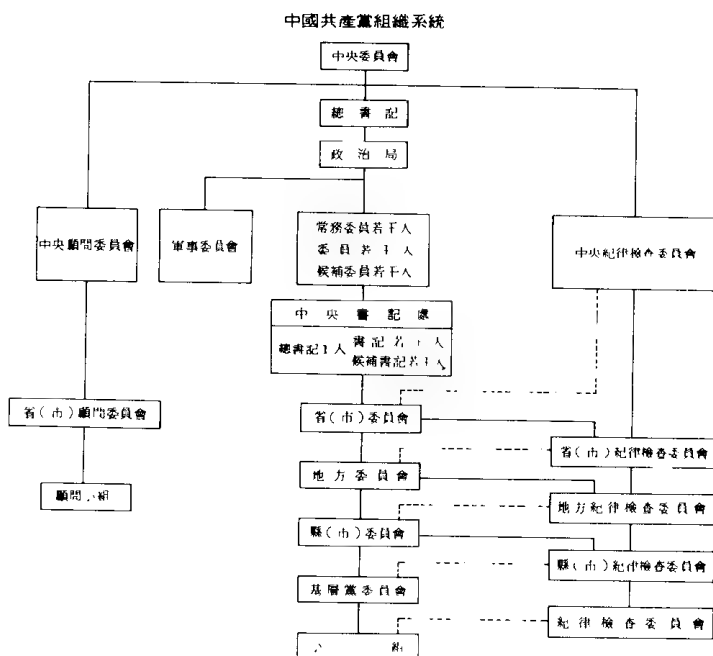 中國共產黨組織系統
中央委員會
總書記
政治局
中央顧問委員會
軍事委員會
常務委員若干人
委員若干人
候補委員若干人
中央紀律檢查委員會
中央書記處
總書記1人
書記若干人
候補書記若干人
省(市)顧問委員會
省(市)委員會
省(市)紀律檢查委員會
地方委員會
顧問小組
地方紀律檢查委員會
縣(市)委員會
縣(市)紀律檢查委員會
基層黨委員會
紀律檢查委員會
小組